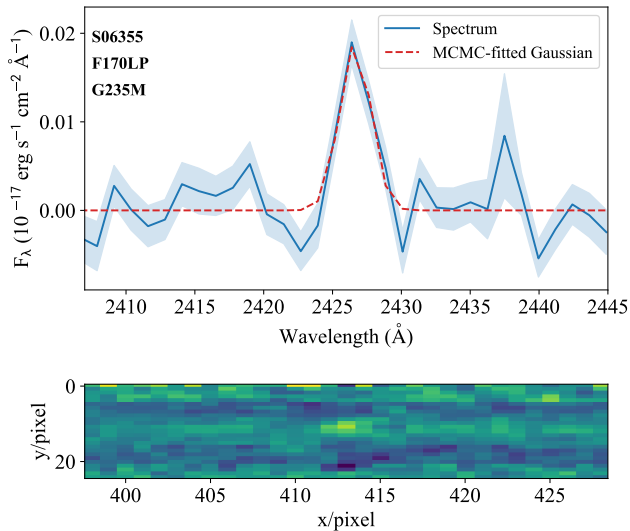 S06355
F170LP
G235M
Spectrum
MCMC-fitted Gaussian
0.02
0.01
0.00
F_λ (10⁻¹⁷ erg s⁻¹ cm⁻² Å⁻¹)
2410 2415 2420 2425 2430 2435 2440 2445
Wavelength (Å)
0
20
y/pixel
400 405 410 415 420 425
x/pixel